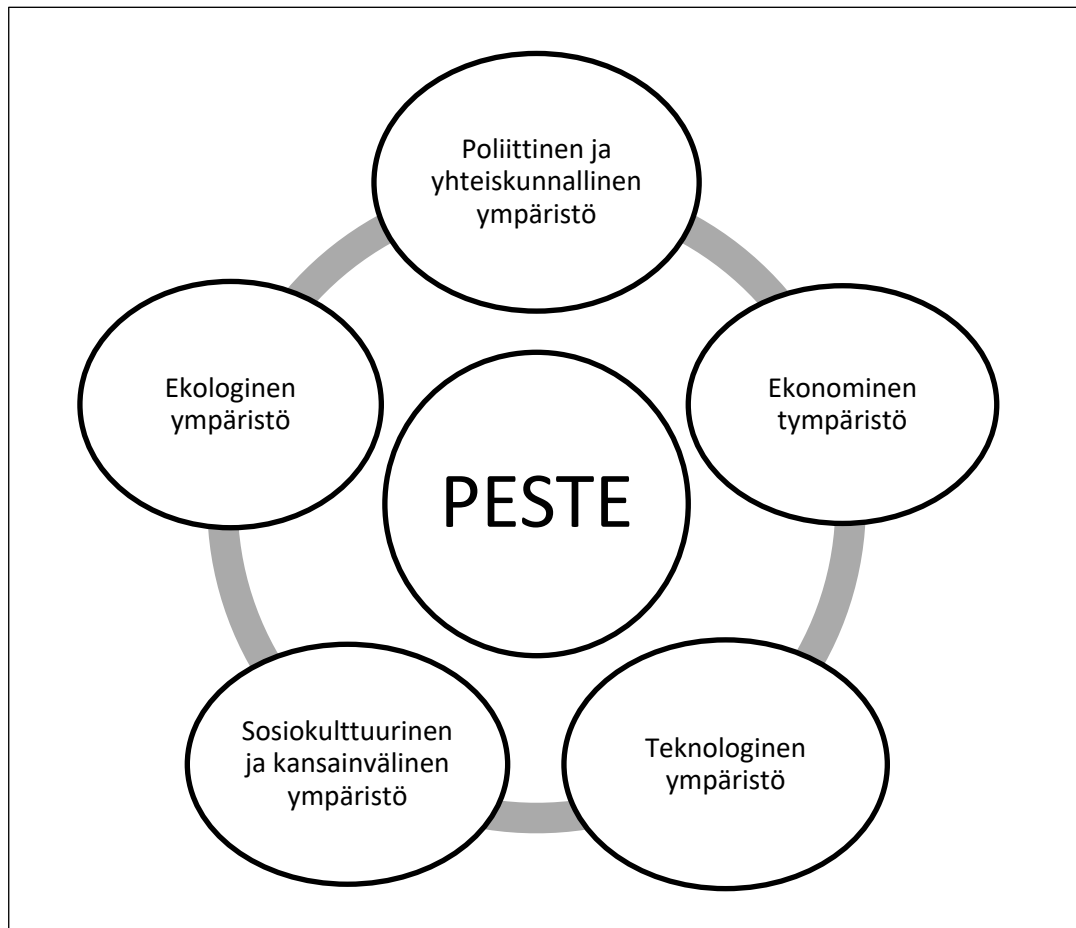 Poliittinen ja
yhteiskunnallinen
ympäristö
Ekologinen
ympäristö
Ekonominen
tympäristö
PESTE
Sosiokulttuurinen
ja kansainvälinen
ympäristö
Teknologinen
ympäristö